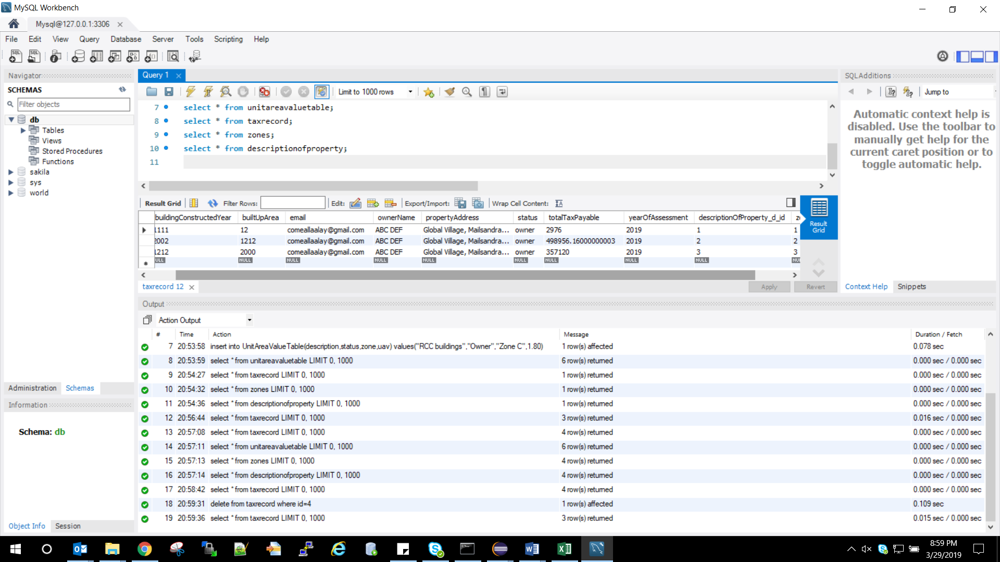 MySQL Workbench
Mysql@127.0.0.1:3306
File Edit View Query Database Server Tools Scripting Help
Navigator
SCHEMAS
Filter objects
db
Tables
Views
Stored Procedures
Functions
sakila
sys
world
Administration Schemas
Information
Schema: db
Object Info Session
Query 1
Limit to 1000 rows
7 select * from unitareavaluetable;
8 select * from taxrecord;
9 select * from zones;
10 select * from descriptionofproperty;
11
Result Grid Filter Rows: Edit: Export/Import: Wrap Cell Content:
buildingConstructedYear builtUpArea email ownerName propertyAddress status totalTaxPayable yearOfAssessment descriptionOfProperty_d_id
1111 12 comeallaalay@gmail.com ABC DEF Global Village, Mailsandra... owner 2976 2019 1 1
2002 1212 comeallaalay@gmail.com ABC DEF Global Village, Mailsandra... owner 498956.16000000003 2019 2 2
1212 2000 comeallaalay@gmail.com ABC DEF Global Village, Mailsandra... owner 357120 2019 3 3
NULL NULL NULL NULL NULL NULL NULL NULL NULL
Result Grid
taxrecord 12 Apply Revert
SQLAdditions
Jump to
Automatic context help is
disabled. Use the toolbar to
manually get help for the
current caret position or to
toggle automatic help.
Context Help Snippets
Output
Action Output
# Time Action Message Duration / Fetch
7 20:53:58 insert into UnitAreaValueTable(description,status,zone,uav) values("RCC buildings","Owner","Zone C",1.80) 1 row(s) affected 0.078 sec
8 20:53:59 select * from unitareavaluetable LIMIT 0, 1000 6 row(s) returned 0.000 sec / 0.000 sec
9 20:54:27 select * from taxrecord LIMIT 0, 1000 1 row(s) returned 0.000 sec / 0.000 sec
10 20:54:32 select * from zones LIMIT 0, 1000 1 row(s) returned 0.000 sec / 0.000 sec
11 20:54:36 select * from descriptionofproperty LIMIT 0, 1000 1 row(s) returned 0.000 sec / 0.000 sec
12 20:56:44 select * from taxrecord LIMIT 0, 1000 3 row(s) returned 0.016 sec / 0.000 sec
13 20:57:08 select * from taxrecord LIMIT 0, 1000 4 row(s) returned 0.000 sec / 0.000 sec
14 20:57:11 select * from unitareavaluetable LIMIT 0, 1000 6 row(s) returned 0.000 sec / 0.000 sec
15 20:57:13 select * from zones LIMIT 0, 1000 4 row(s) returned 0.000 sec / 0.000 sec
16 20:57:14 select * from descriptionofproperty LIMIT 0, 1000 4 row(s) returned 0.000 sec / 0.000 sec
17 20:58:42 select * from taxrecord LIMIT 0, 1000 4 row(s) returned 0.000 sec / 0.000 sec
18 20:59:31 delete from taxrecord where id=4 1 row(s) affected 0.109 sec
19 20:59:36 select * from taxrecord LIMIT 0, 1000 3 row(s) returned 0.015 sec / 0.000 sec
8:59 PM
3/29/2019